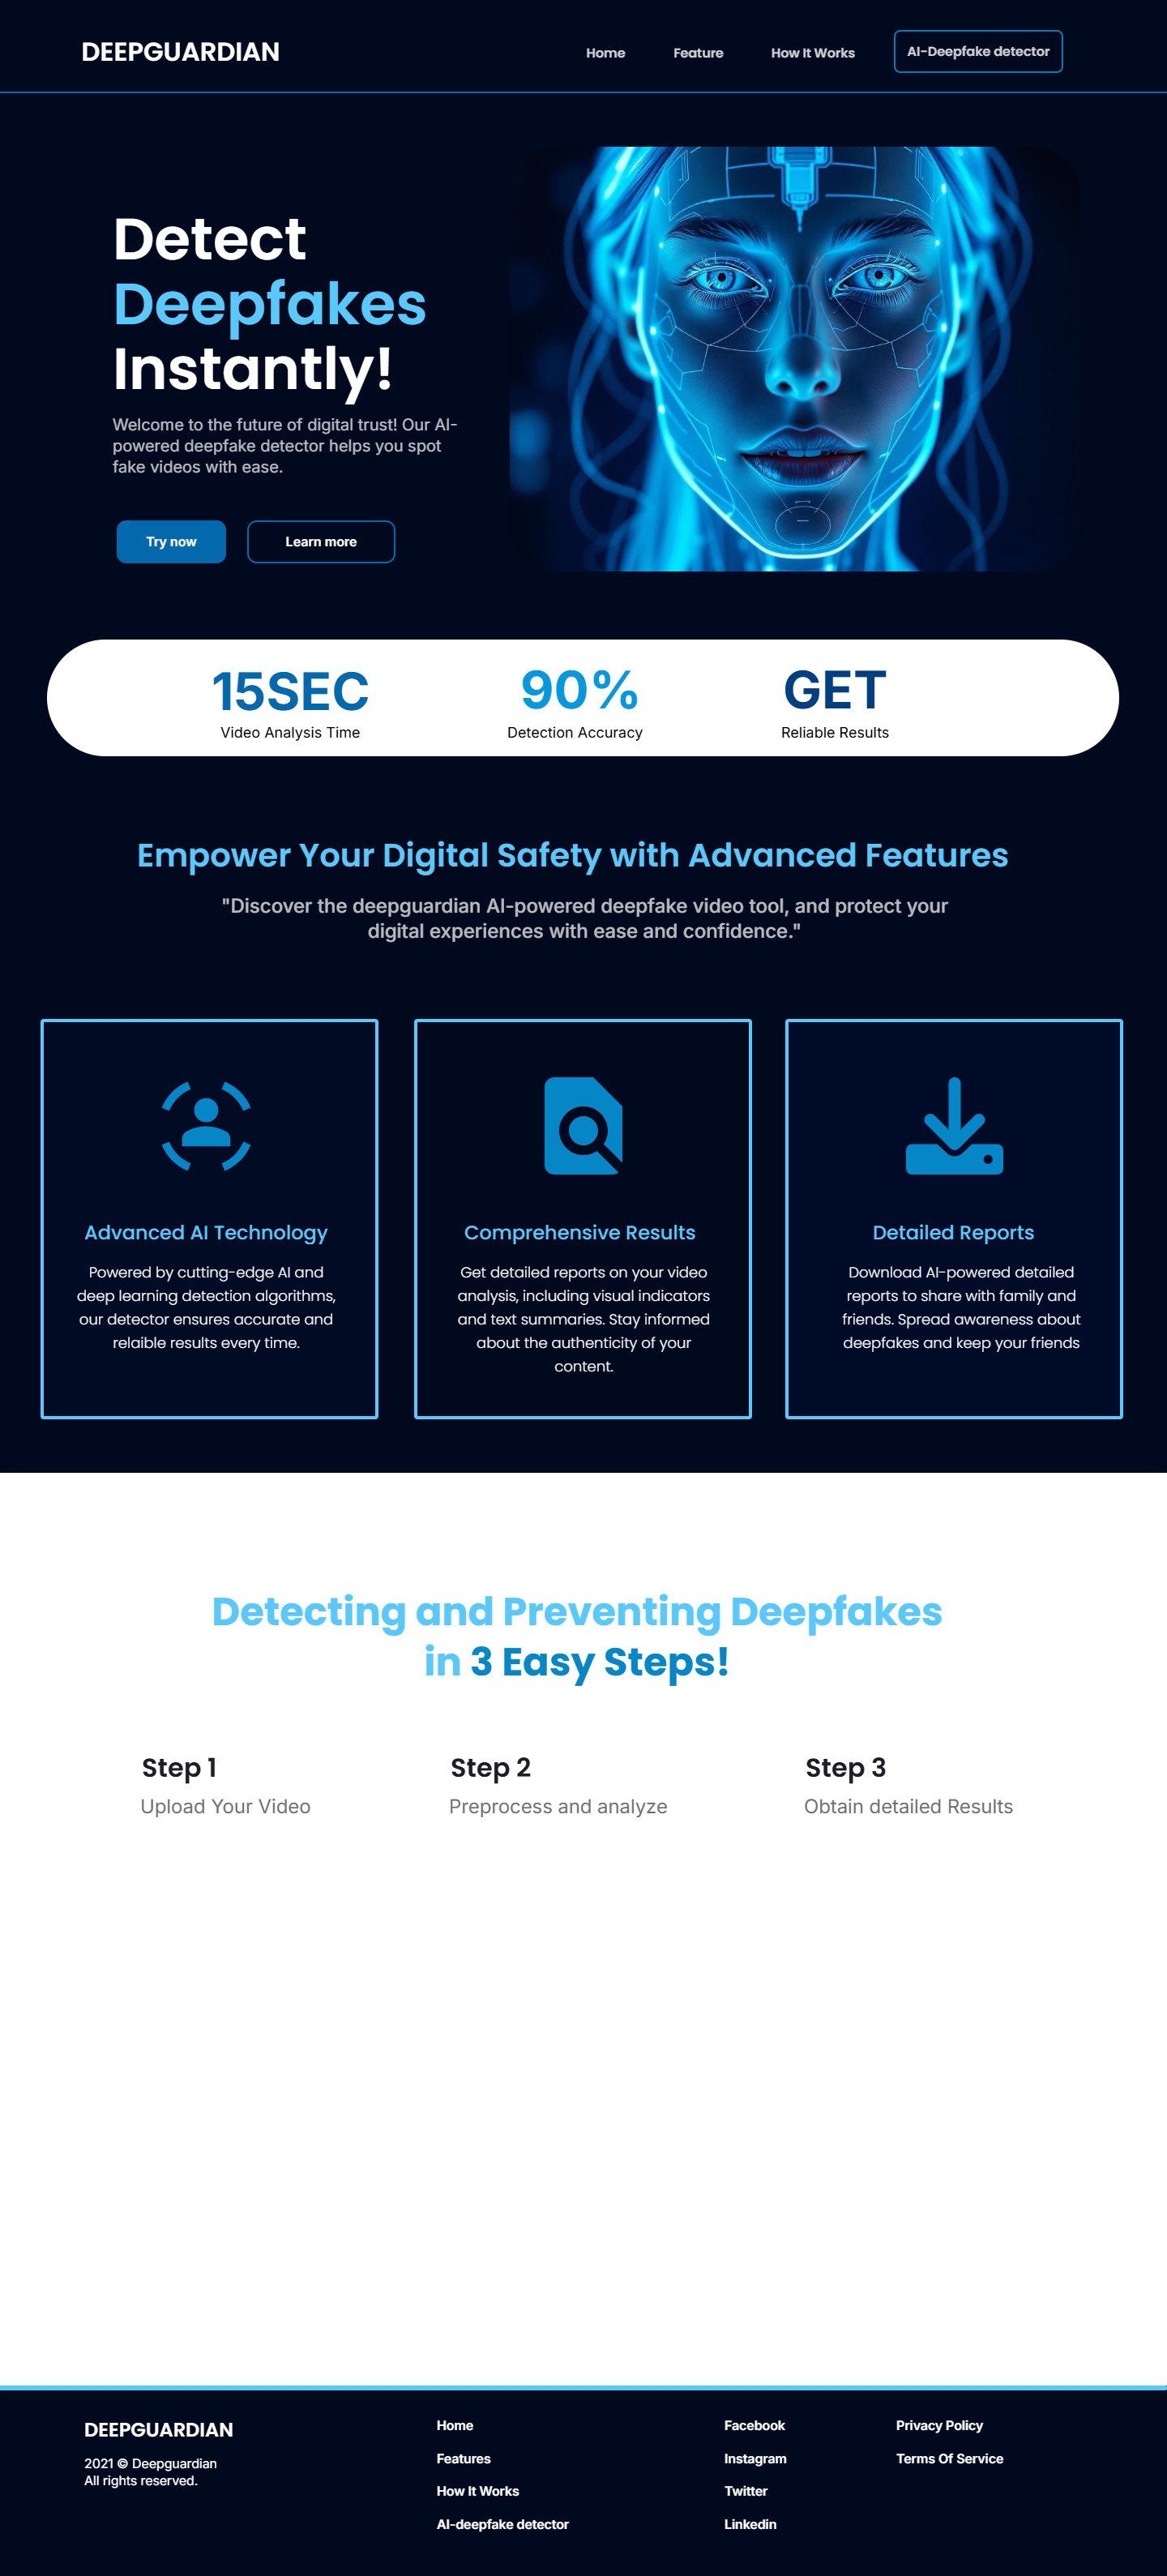 DEEPGUARDIAN
Home
Feature
How It Works
AI-Deepfake detector
Detect
Deepfakes
Instantly!
Welcome to the future of digital trust! Our AI-
powered deepfake detector helps you spot
fake videos with ease.
Try now
Learn more
15SEC
Video Analysis Time
90%
Detection Accuracy
GET
Reliable Results
Empower Your Digital Safety with Advanced Features
"Discover the deepguardian AI-powered deepfake video tool, and protect your
digital experiences with ease and confidence."
Advanced AI Technology
Powered by cutting-edge AI and
deep learning detection algorithms,
our detector ensures accurate and
relaible results every time.
Comprehensive Results
Get detailed reports on your video
analysis, including visual indicators
and text summaries. Stay informed
about the authenticity of your
content.
Detailed Reports
Download AI-powered detailed
reports to share with family and
friends. Spread awareness about
deepfakes and keep your friends
Detecting and Preventing Deepfakes
in 3 Easy Steps!
Step 1
Upload Your Video
Step 2
Preprocess and analyze
Step 3
Obtain detailed Results
DEEPGUARDIAN
2021 © Deepguardian
All rights reserved.
Home
Features
How It Works
AI-deepfake detector
Facebook
Instagram
Twitter
Linkedin
Privacy Policy
Terms Of Service